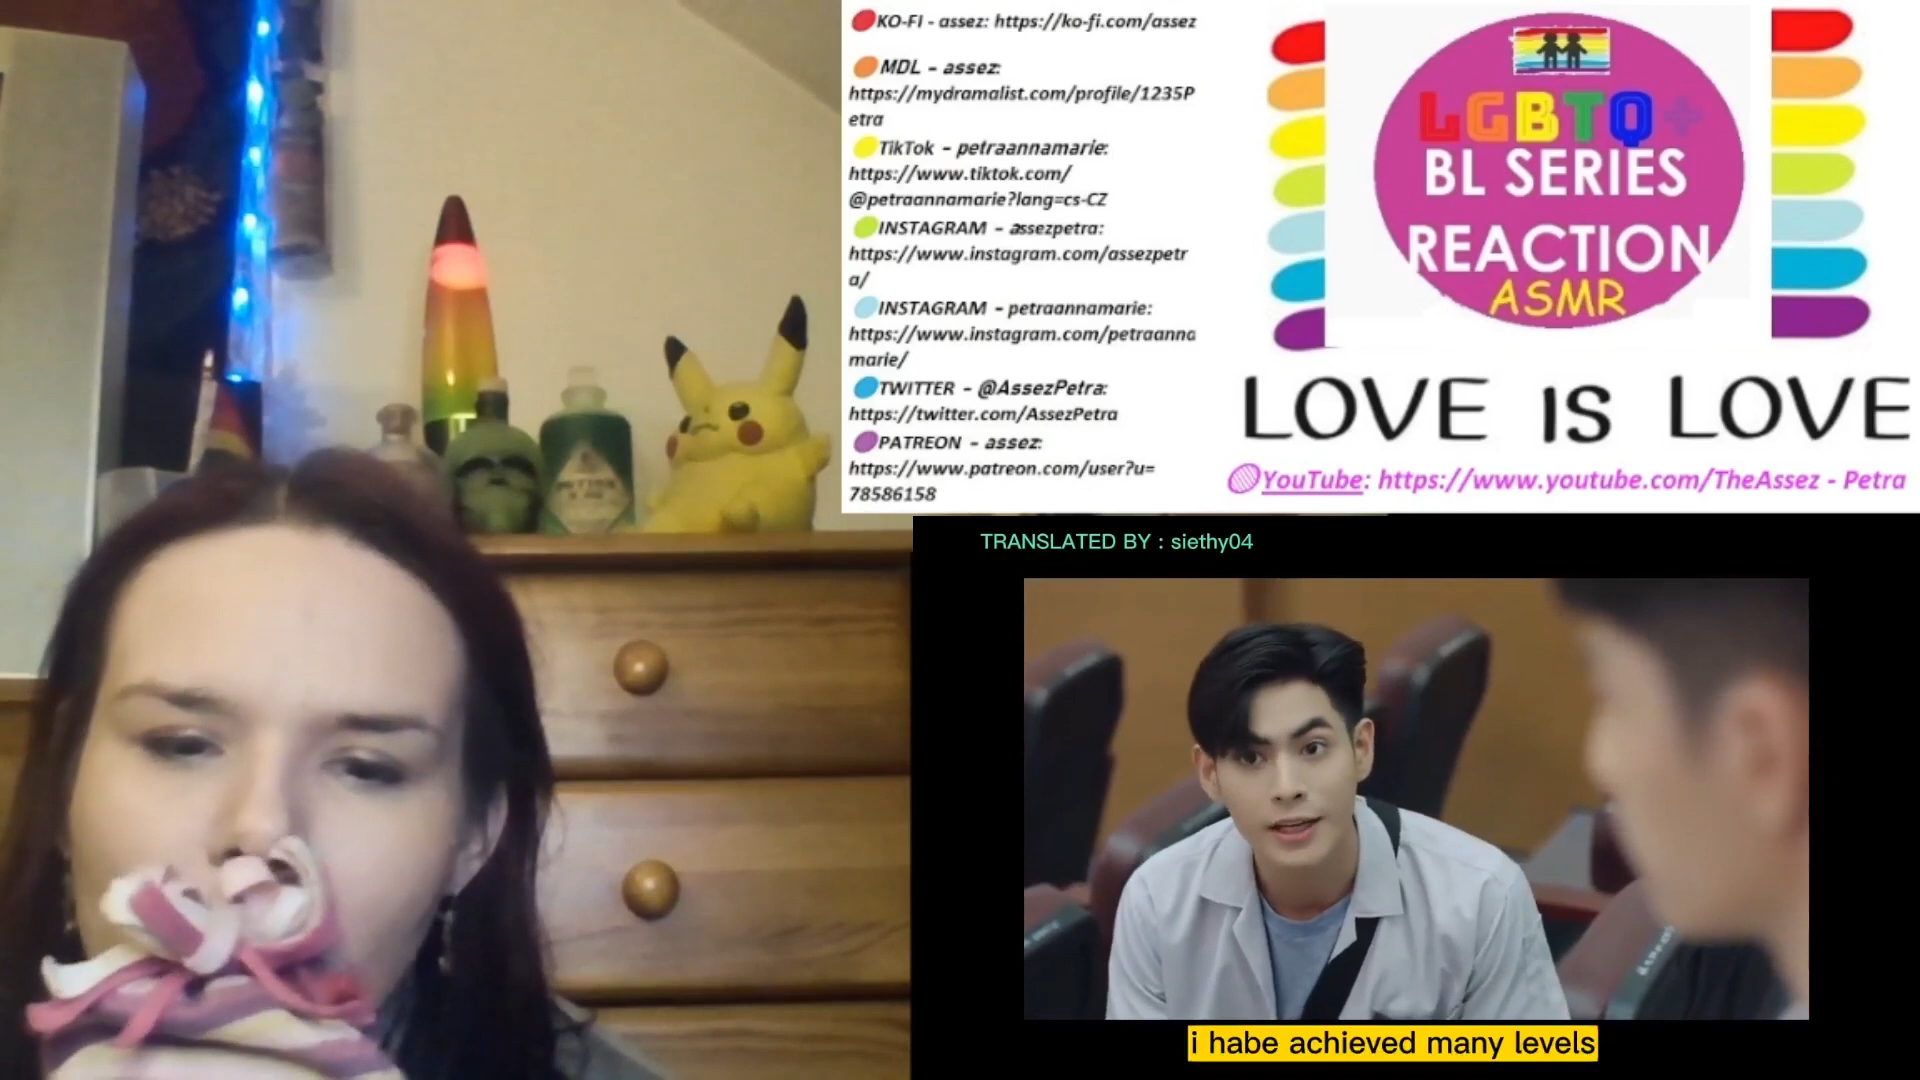 KO-FI - assez: https://ko-fi.com/assez
MDL - assez:
https://mydramalist.com/profile/1235P
etra
TikTok - petraannamarie:
https://www.tiktok.com/
@petraannamarie?lang=cs-CZ
INSTAGRAM - assezpetra:
https://www.instagram.com/assezpetr
a/
INSTAGRAM - petraannamarie:
https://www.instagram.com/petraanna
marie/
TWITTER - @AssezPetra:
https://twitter.com/AssezPetra
PATREON - assez:
https://www.patreon.com/user?u=
78586158
LGBTQ+
BL SERIES
REACTION
ASMR
LOVE IS LOVE
YouTube: https://www.youtube.com/TheAssez - Petra
TRANSLATED BY : siethy04
i habe achieved many levels